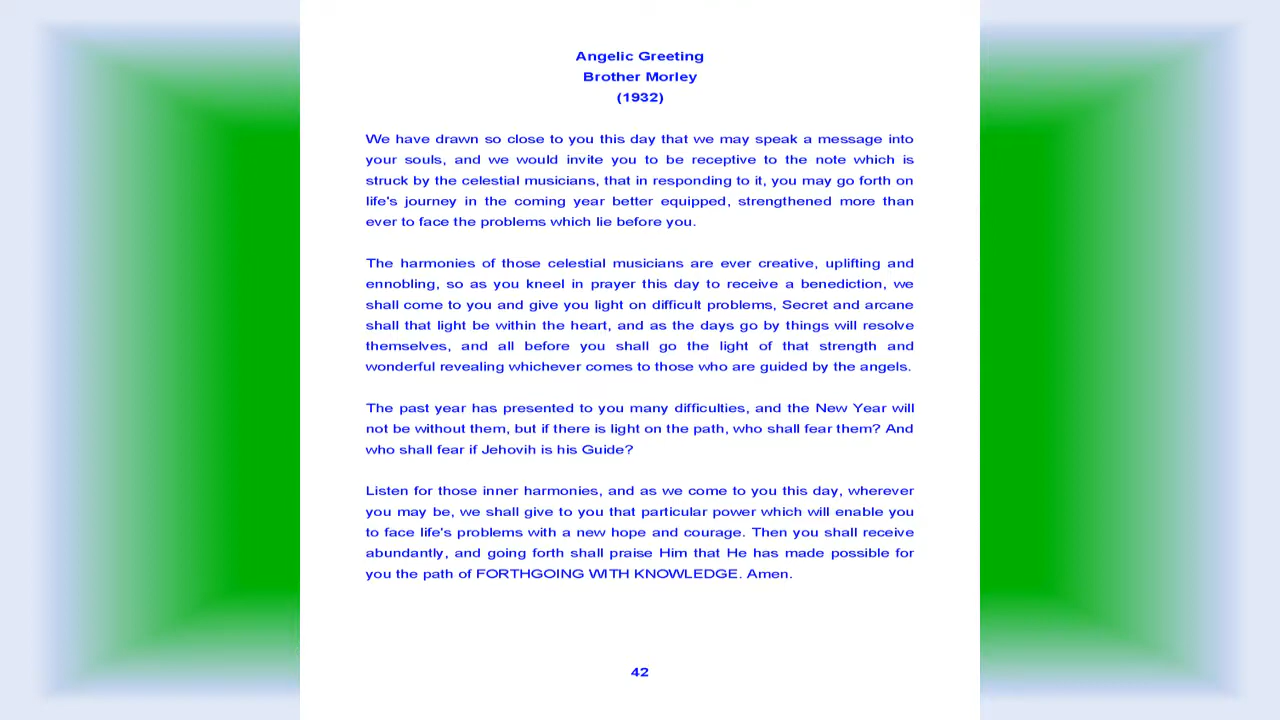 Angelic Greeting
Brother Morley
(1932)
We have drawn so close to you this day that we may speak a message into
your souls, and we would invite you to be receptive to the note which is
struck by the celestial musicians, that in responding to it, you may go forth on
life's journey in the coming year better equipped, strengthened more than
ever to face the problems which lie before you.
The harmonies of those celestial musicians are ever creative, uplifting and
ennobling, so as you kneel in prayer this day to receive a benediction, we
shall come to you and give you light on difficult problems, Secret and arcane
shall that light be within the heart, and as the days go by things will resolve
themselves, and all before you shall go the light of that strength and
wonderful revealing whichever comes to those who are guided by the angels.
The past year has presented to you many difficulties, and the New Year will
not be without them, but if there is light on the path, who shall fear them? And
who shall fear if Jehovih is his Guide?
Listen for those inner harmonies, and as we come to you this day, wherever
you may be, we shall give to you that particular power which will enable you
to face life's problems with a new hope and courage. Then you shall receive
abundantly, and going forth shall praise Him that He has made possible for
you the path of FORTHGOING WITH KNOWLEDGE. Amen.
42